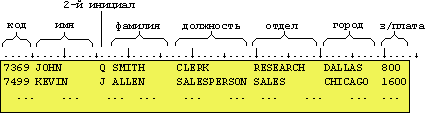 2-й инициал
код имя фамилия должность отдел город з/плата
7369 JOHN Q SMITH CLERK RESEARCH DALLAS 800
7499 KEVIN J ALLEN SALESPERSON SALES CHICAGO 1600
... ... ... ... ... ... ...